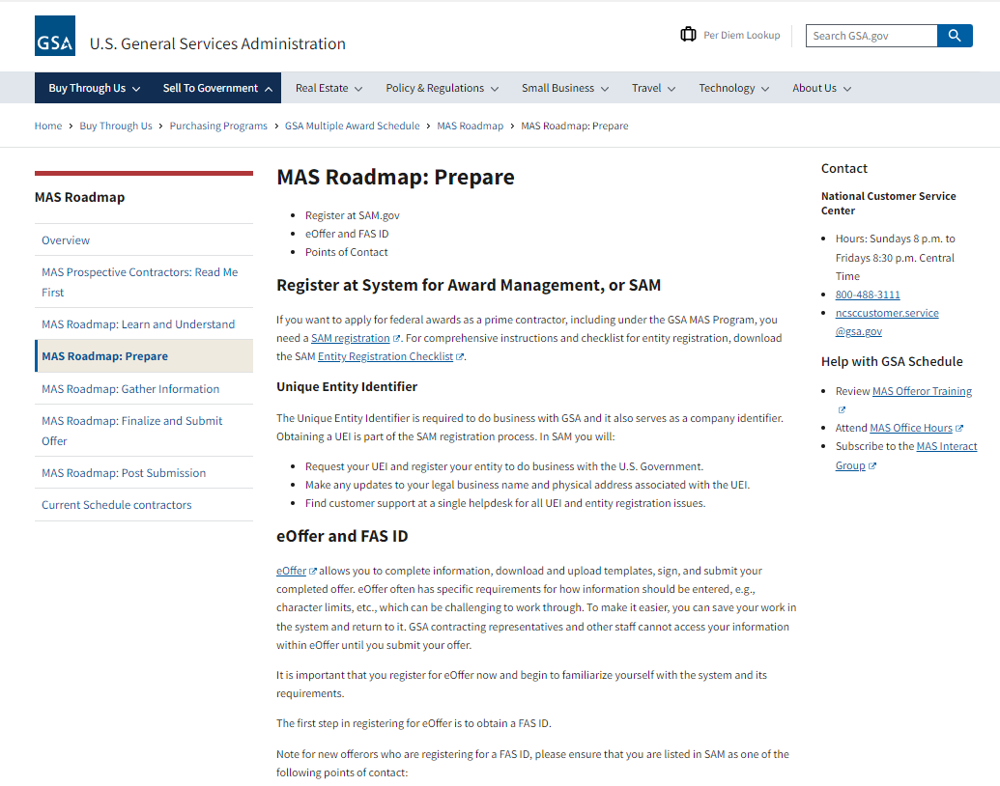 GSA
U.S. General Services Administration
Per Diem Lookup
Search GSA.gov
Buy Through Us
Sell To Government
Real Estate
Policy & Regulations
Small Business
Travel
Technology
About Us
Home › Buy Through Us › Purchasing Programs › GSA Multiple Award Schedule › MAS Roadmap › MAS Roadmap: Prepare
MAS Roadmap
Overview
MAS Prospective Contractors: Read Me
First
MAS Roadmap: Learn and Understand
MAS Roadmap: Prepare
MAS Roadmap: Gather Information
MAS Roadmap: Finalize and Submit
Offer
MAS Roadmap: Post Submission
Current Schedule contractors
MAS Roadmap: Prepare
• Register at SAM.gov
• eOffer and FAS ID
• Points of Contact
Register at System for Award Management, or SAM
If you want to apply for federal awards as a prime contractor, including under the GSA MAS Program, you
need a SAM registration. For comprehensive instructions and checklist for entity registration, download
the SAM Entity Registration Checklist.
Unique Entity Identifier
The Unique Entity Identifier is required to do business with GSA and it also serves as a company identifier.
Obtaining a UEI is part of the SAM registration process. In SAM you will:
• Request your UEI and register your entity to do business with the U.S. Government.
• Make any updates to your legal business name and physical address associated with the UEI.
• Find customer support at a single helpdesk for all UEI and entity registration issues.
eOffer and FAS ID
eOffer allows you to complete information, download and upload templates, sign, and submit your
completed offer. eOffer often has specific requirements for how information should be entered, e.g.,
character limits, etc., which can be challenging to work through. To make it easier, you can save your work in
the system and return to it. GSA contracting representatives and other staff cannot access your information
within eOffer until you submit your offer.
It is important that you register for eOffer now and begin to familiarize yourself with the system and its
requirements.
The first step in registering for eOffer is to obtain a FAS ID.
Note for new offerors who are registering for a FAS ID, please ensure that you are listed in SAM as one of the
following points of contact:
Contact
National Customer Service
Center
• Hours: Sundays 8 p.m. to
Fridays 8:30 p.m. Central
Time
• 800-488-3111
• ncsccustomer.service
@gsa.gov
Help with GSA Schedule
• Review MAS Offeror Training
• Attend MAS Office Hours
• Subscribe to the MAS Interact
Group